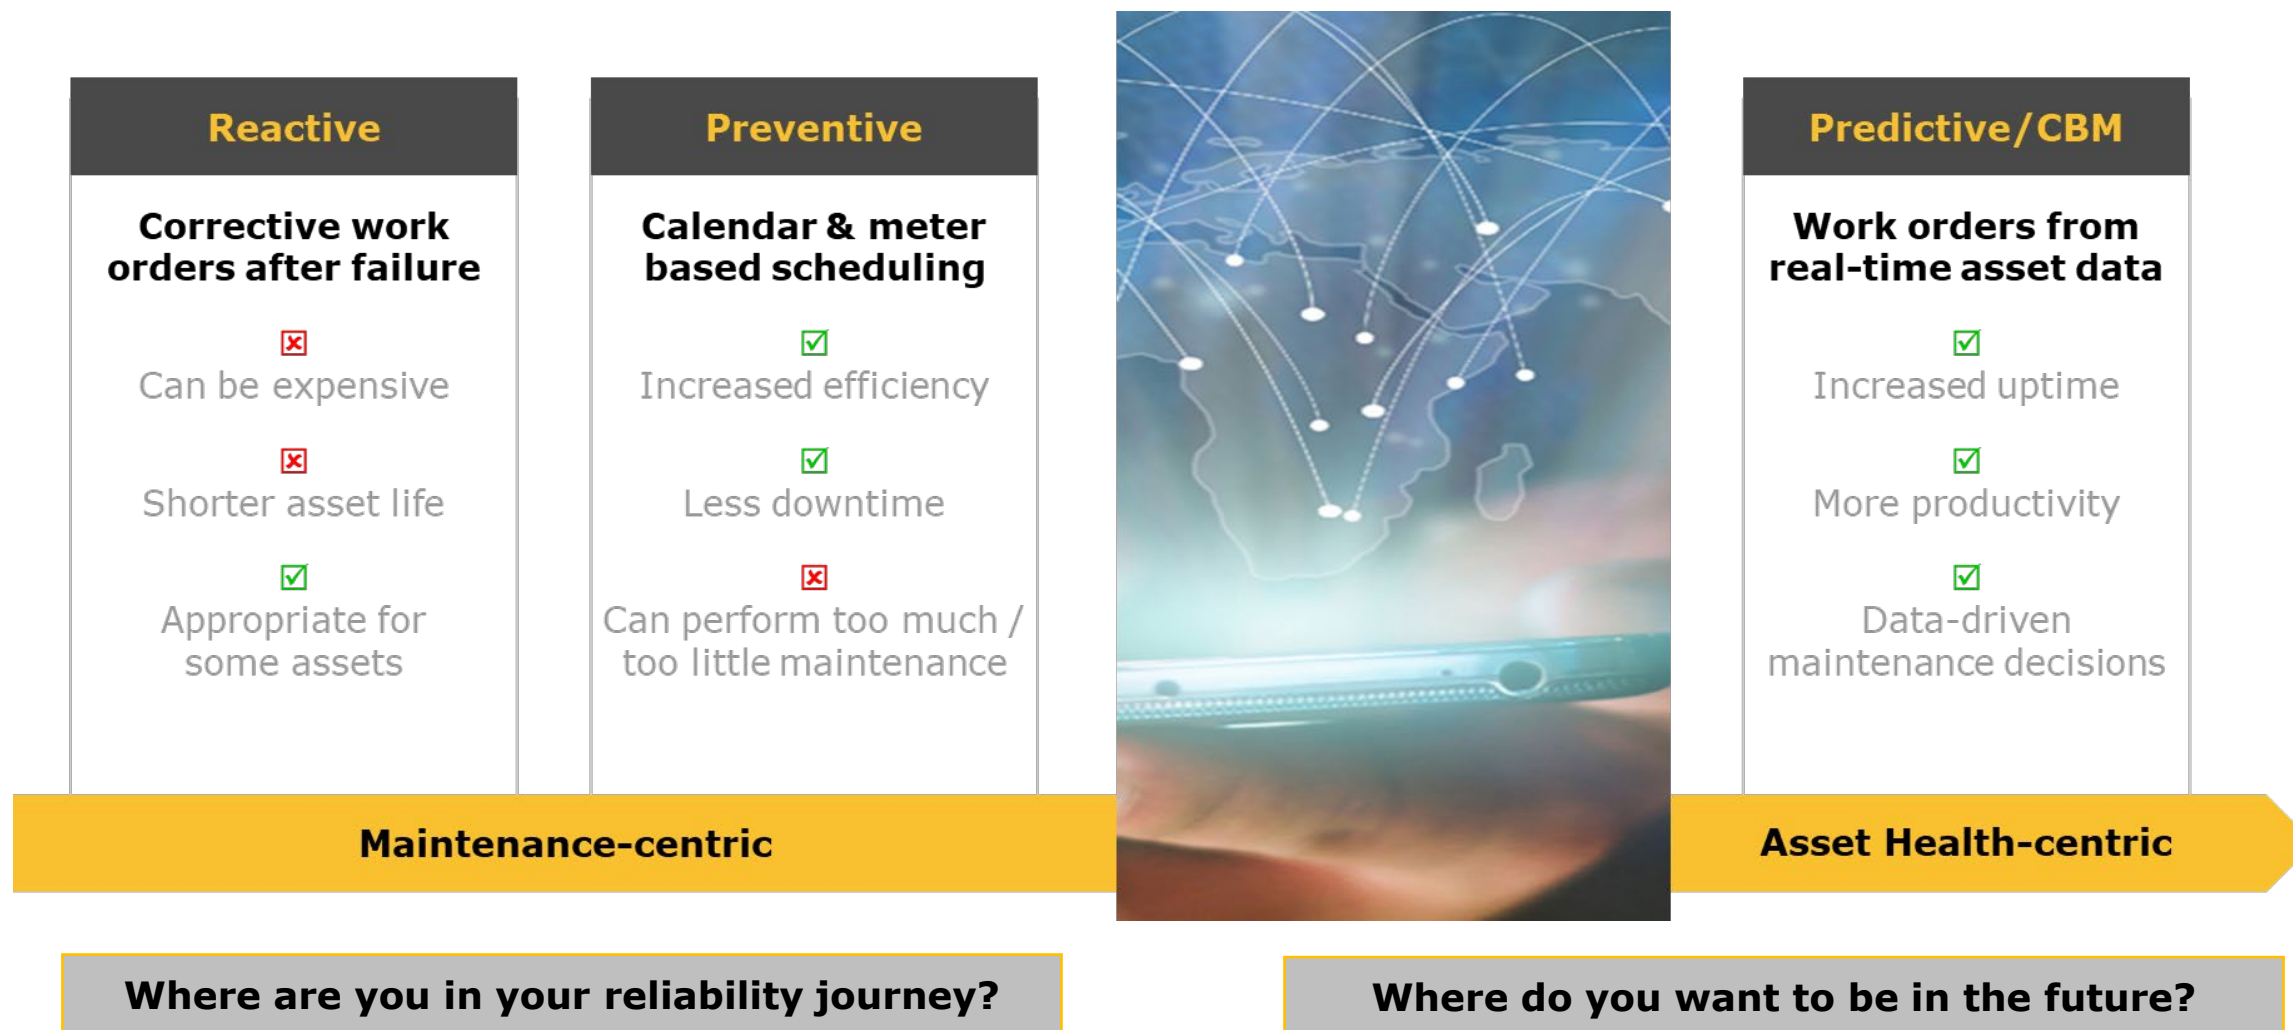 Reactive
Corrective work
orders after failure
Can be expensive
Shorter asset life
Appropriate for
some assets
Preventive
Calendar & meter
based scheduling
Increased efficiency
Less downtime
Can perform too much /
too little maintenance
Predictive/CBM
Work orders from
real-time asset data
Increased uptime
More productivity
Data-driven
maintenance decisions
Maintenance-centric
Asset Health-centric
Where are you in your reliability journey?
Where do you want to be in the future?